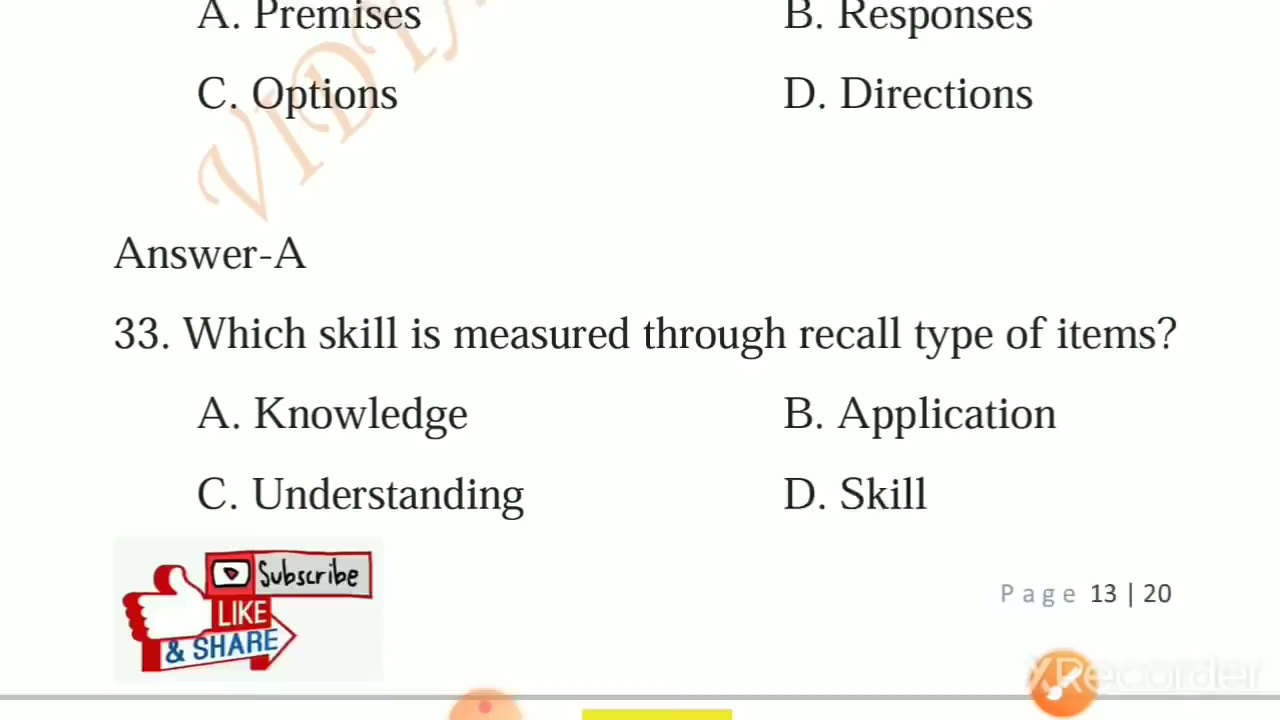 A. Premises B. Responses
C. Options D. Directions
Answer-A
33. Which skill is measured through recall type of items?
A. Knowledge B. Application
C. Understanding D. Skill
Subscribe
LIKE
& SHARE
Page 13 | 20
XRecorder